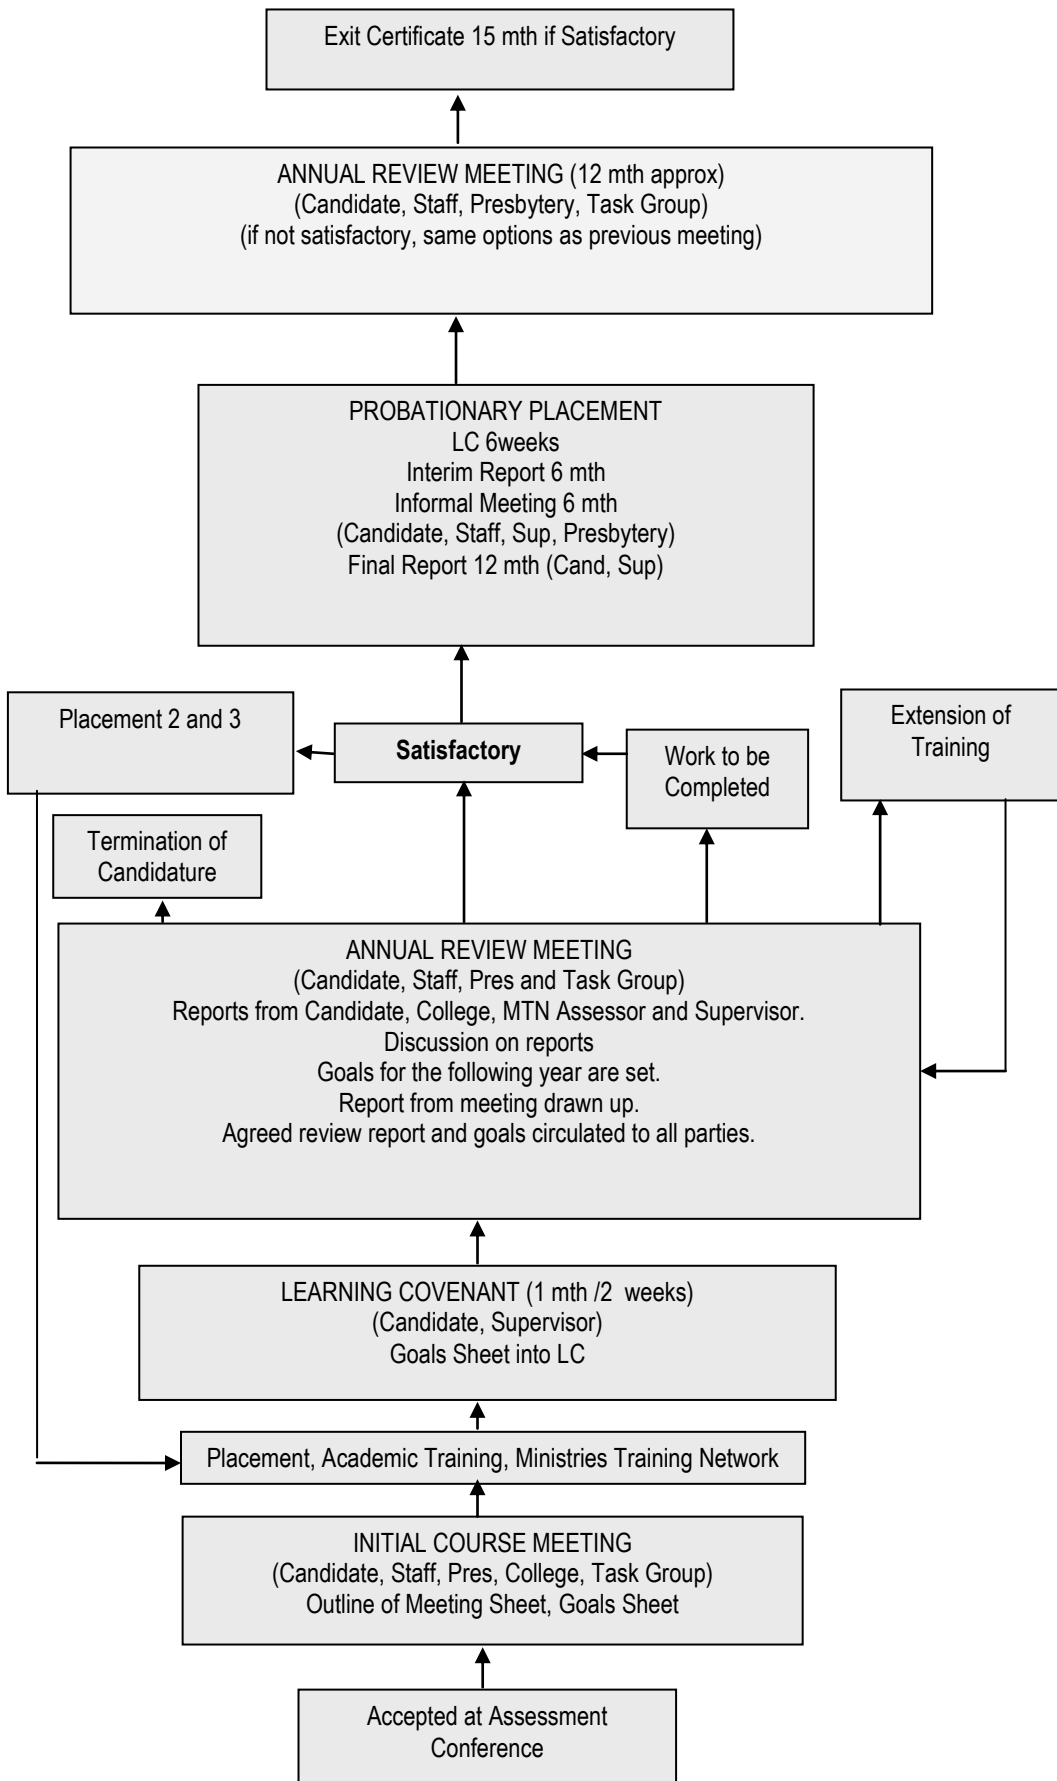 Exit Certificate 15 mth if Satisfactory
ANNUAL REVIEW MEETING (12 mth approx)
(Candidate, Staff, Presbytery, Task Group)
(if not satisfactory, same options as previous meeting)
PROBATIONARY PLACEMENT
LC 6weeks
Interim Report 6 mth
Informal Meeting 6 mth
(Candidate, Staff, Sup, Presbytery)
Final Report 12 mth (Cand, Sup)
Placement 2 and 3
Satisfactory
Work to be
Completed
Extension of
Training
Termination of
Candidature
ANNUAL REVIEW MEETING
(Candidate, Staff, Pres and Task Group)
Reports from Candidate, College, MTN Assessor and Supervisor.
Discussion on reports
Goals for the following year are set.
Report from meeting drawn up.
Agreed review report and goals circulated to all parties.
LEARNING COVENANT (1 mth /2 weeks)
(Candidate, Supervisor)
Goals Sheet into LC
Placement, Academic Training, Ministries Training Network
INITIAL COURSE MEETING
(Candidate, Staff, Pres, College, Task Group)
Outline of Meeting Sheet, Goals Sheet
Accepted at Assessment
Conference